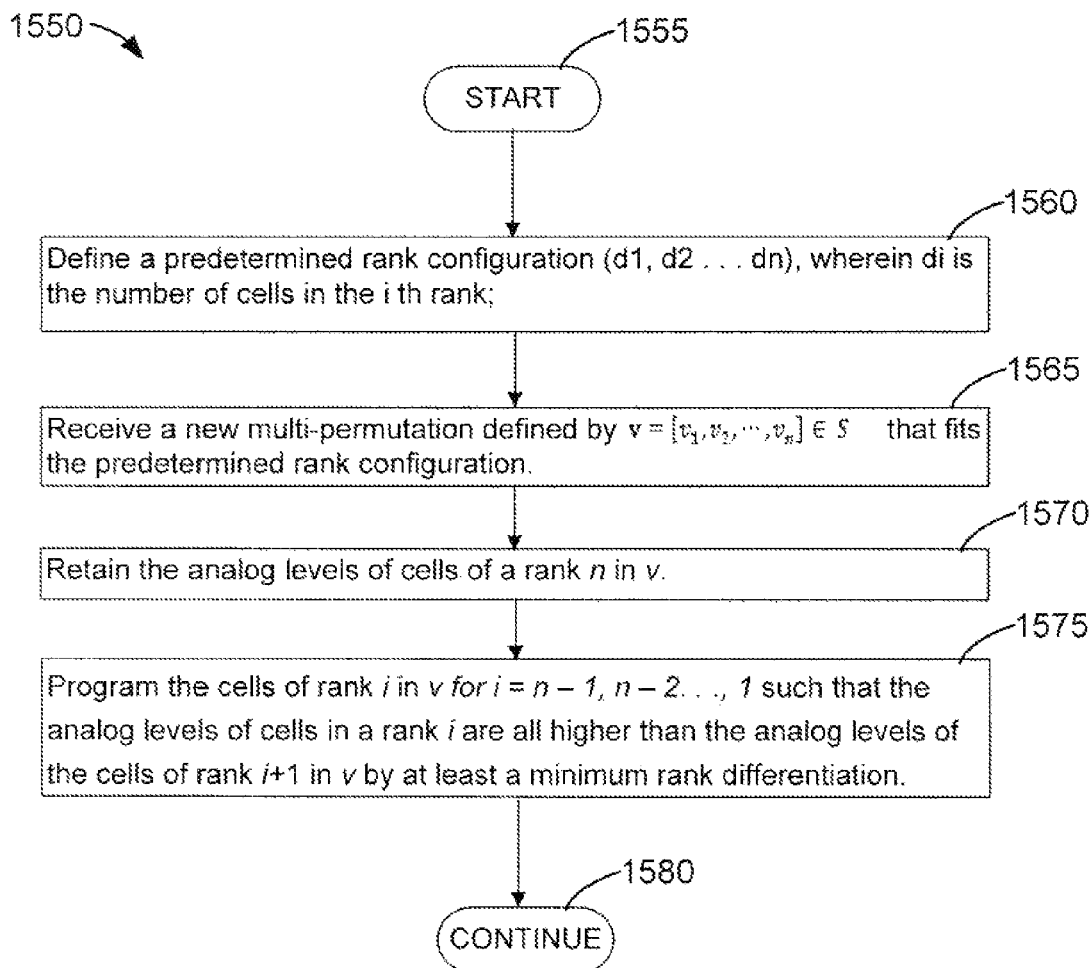 1550
1555
START
1560
Define a predetermined rank configuration (d1, d2 . . . dn), wherein di is
the number of cells in the i th rank;
1565
Receive a new multi-permutation defined by v = [v₁,v₂,⋯,vₙ] ∈ S that fits
the predetermined rank configuration.
1570
Retain the analog levels of cells of a rank n in v.
1575
Program the cells of rank i in v for i = n – 1, n – 2. . ., 1 such that the
analog levels of cells in a rank i are all higher than the analog levels of
the cells of rank i+1 in v by at least a minimum rank differentiation.
1580
CONTINUE